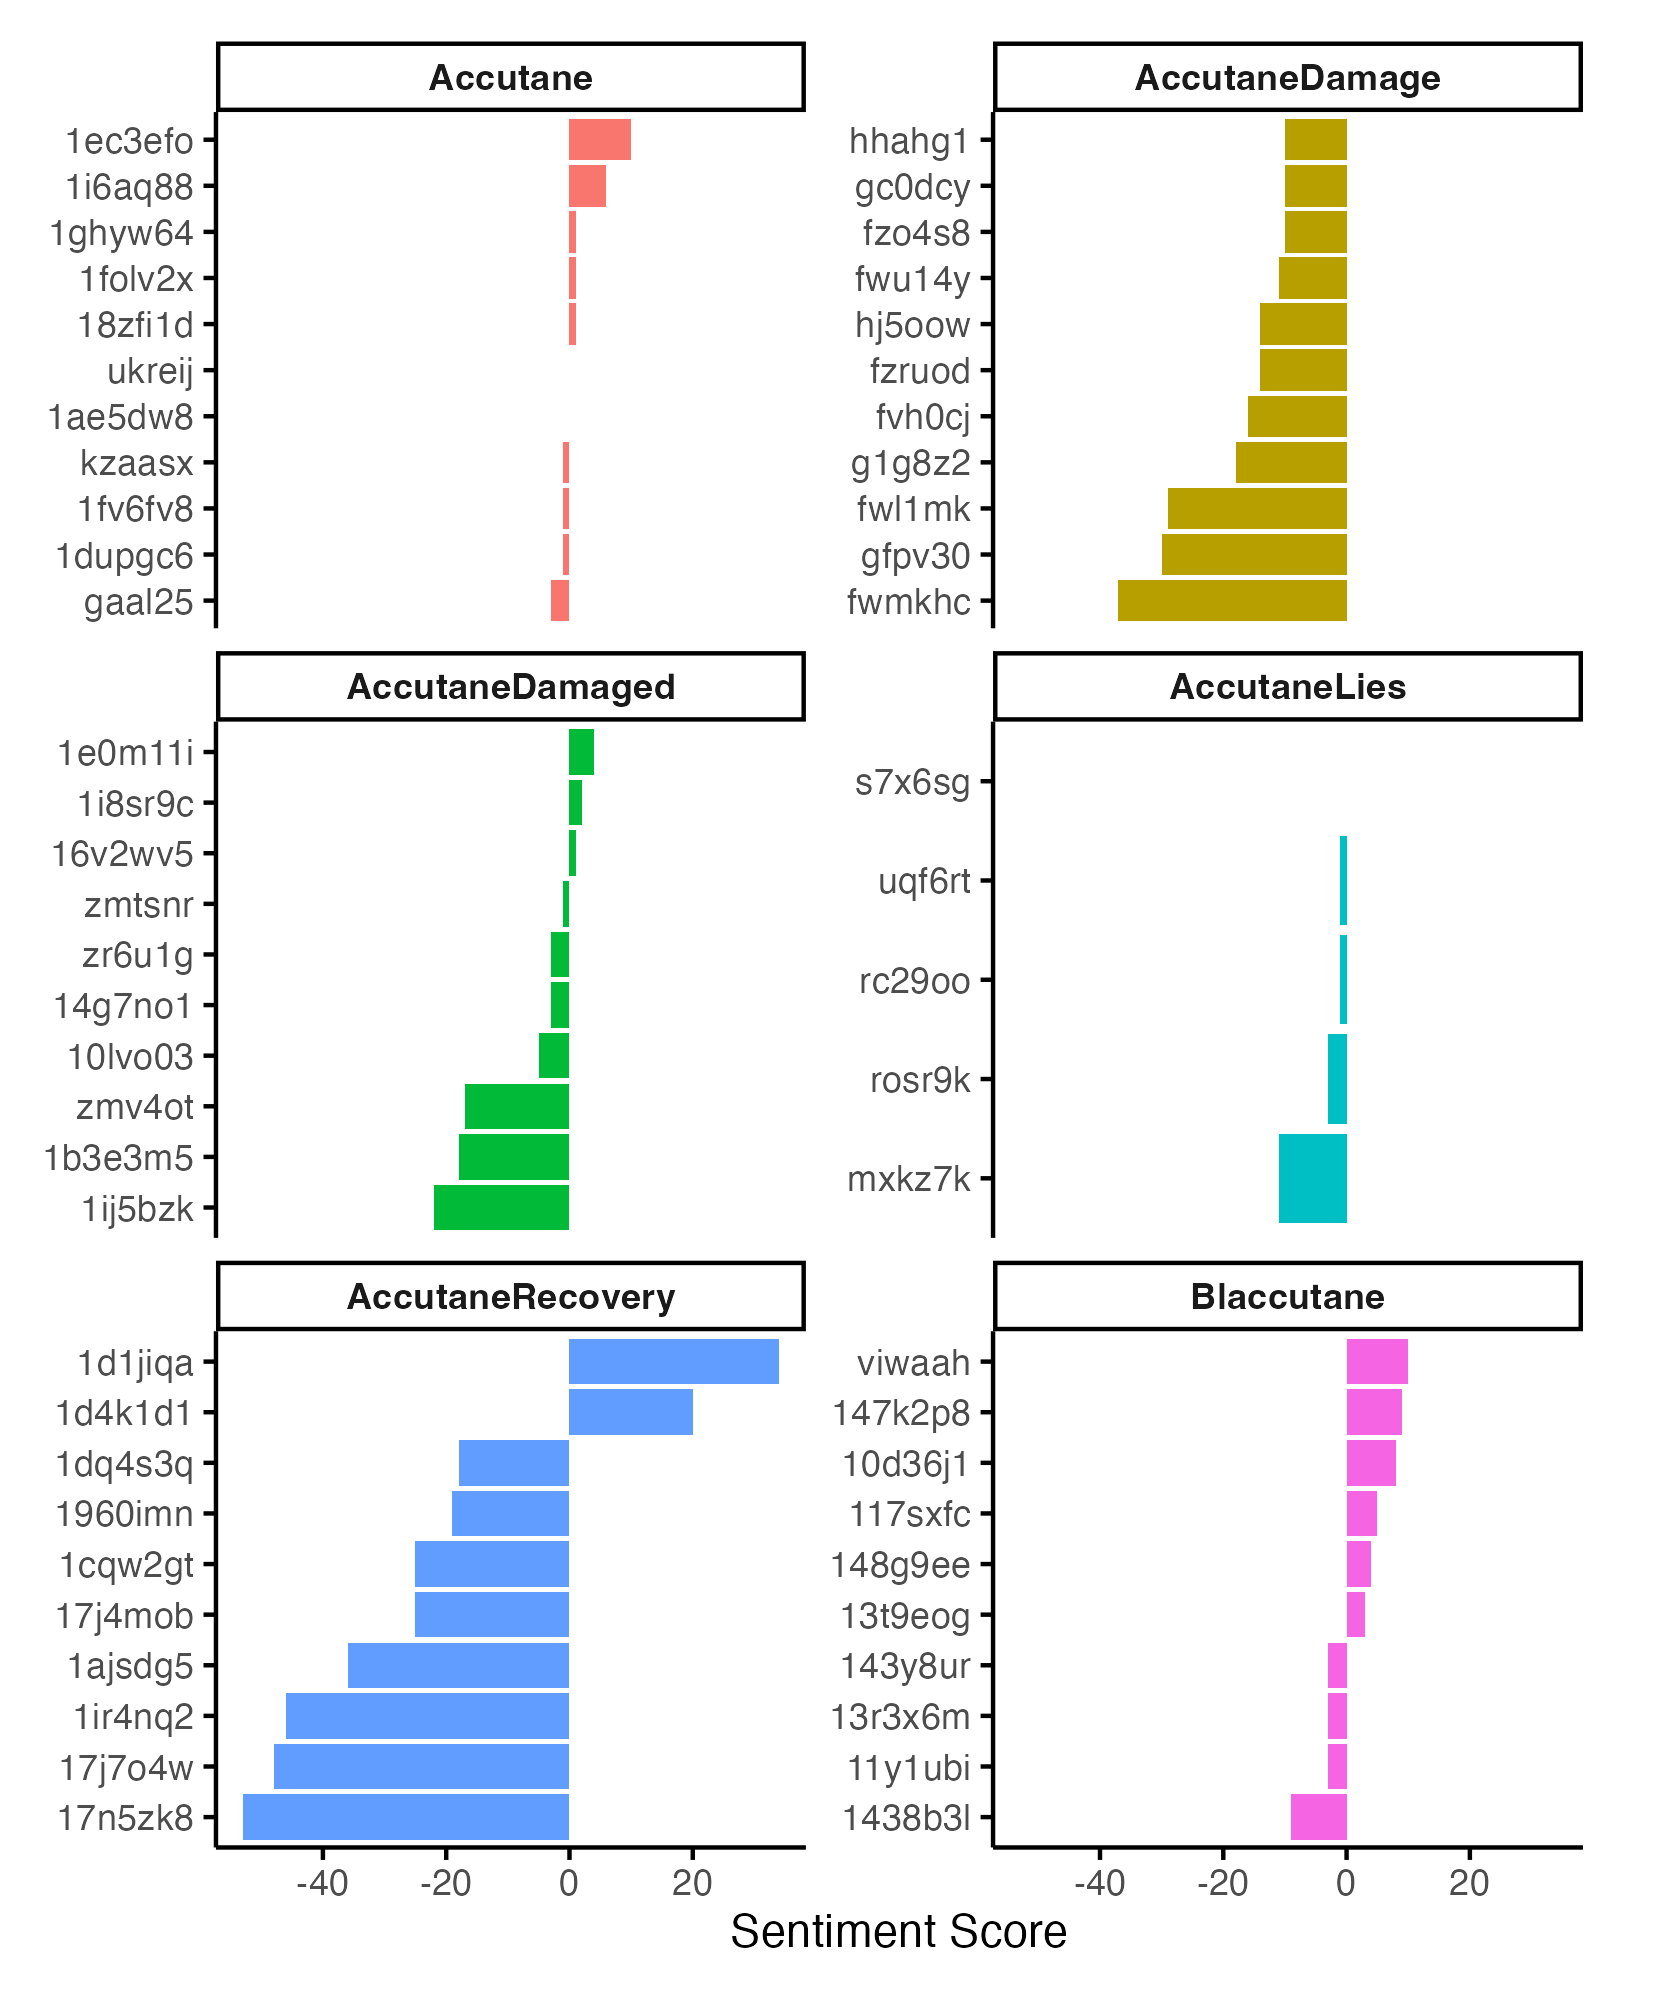 Accutane
1ec3efo
1i6aq88
1ghyw64
1folv2x
18zfi1d
ukreij
1ae5dw8
kzaasx
1fv6fv8
1dupgc6
gaal25
AccutaneDamage
hhahg1
gc0dcy
fzo4s8
fwu14y
hj5oow
fzruod
fvh0cj
g1g8z2
fwl1mk
gfpv30
fwmkhc
AccutaneDamaged
1e0m11i
1i8sr9c
16v2wv5
zmtsnr
zr6u1g
14g7no1
10lvo03
zmv4ot
1b3e3m5
1ij5bzk
AccutaneLies
s7x6sg
uqf6rt
rc29oo
rosr9k
mxkz7k
AccutaneRecovery
1d1jiqa
1d4k1d1
1dq4s3q
1960imn
1cqw2gt
17j4mob
1ajsdg5
1ir4nq2
17j7o4w
17n5zk8
-40 -20 0 20
Blaccutane
viwaah
147k2p8
10d36j1
117sxfc
148g9ee
13t9eog
143y8ur
13r3x6m
11y1ubi
1438b3l
-40 -20 0 20
Sentiment Score